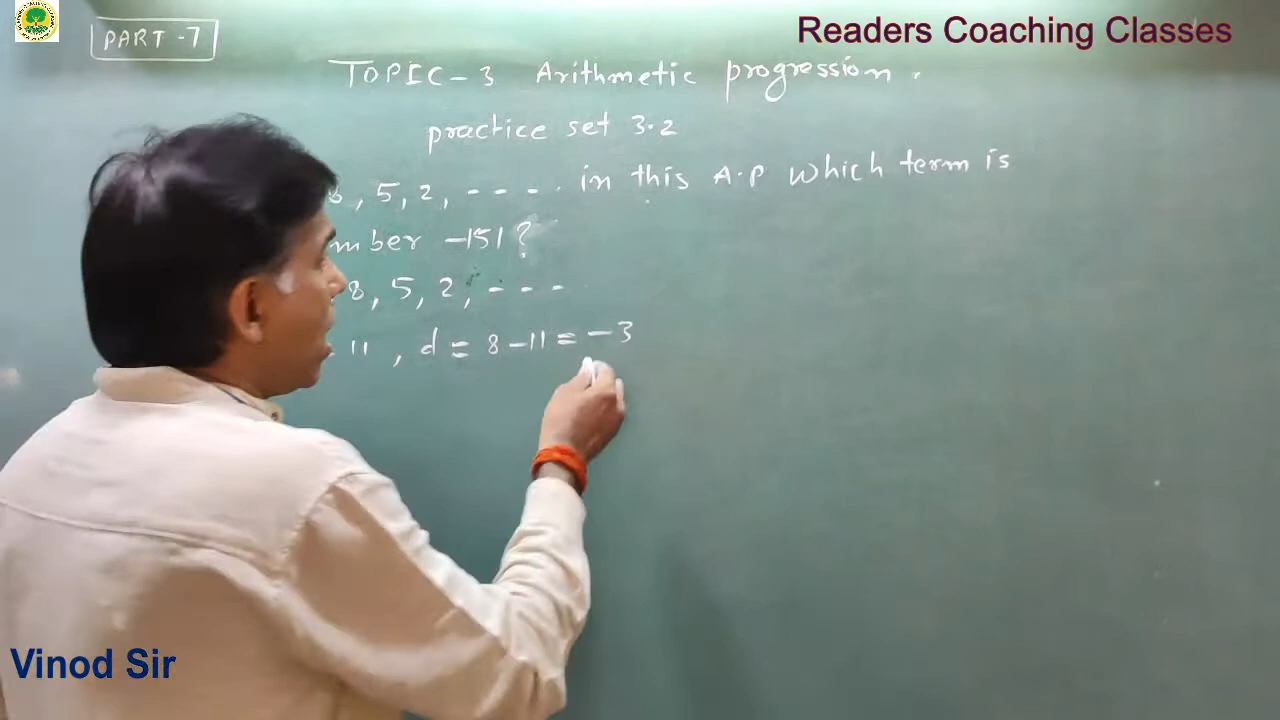 PART-7
Readers Coaching Classes
TOPIC-3 Arithmetic progression.
practice set 3.2
8, 5, 2, - - - . in this A.P which term is
mber -151?
8, 5, 2, - - -
11, d = 8-11 = -3
Vinod Sir